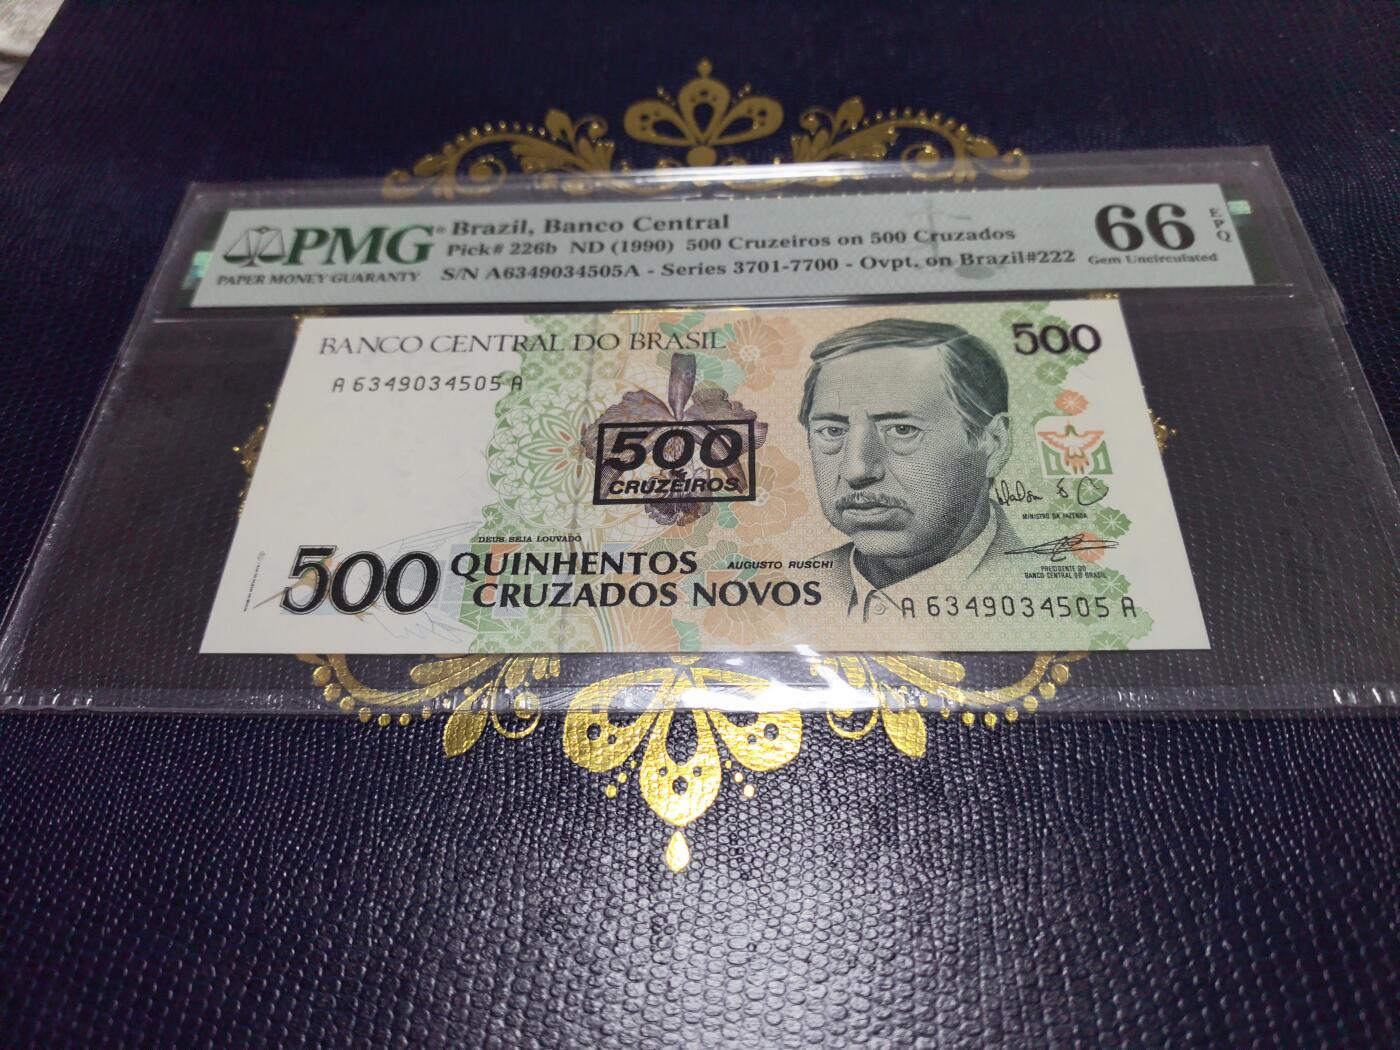 PMG®
PAPER MONEY GUARANTY
Brazil, Banco Central
Pick# 226b ND (1990) 500 Cruzeiros on 500 Cruzados
S/N A6349034505A - Series 3701-7700 - Ovpt. on Brazil#222
66
EPQ
Gem Uncirculated
BANCO CENTRAL DO BRASIL
500
A 6349034505 A
500
CRUZEIROS
MINISTRO DA FAZENDA
DEUS SEJA LOUVADO
500 QUINHENTOS
CRUZADOS NOVOS
AUGUSTO RUSCHI
PRESIDENTE DO
BANCO CENTRAL DO BRASIL
A 6349034505 A